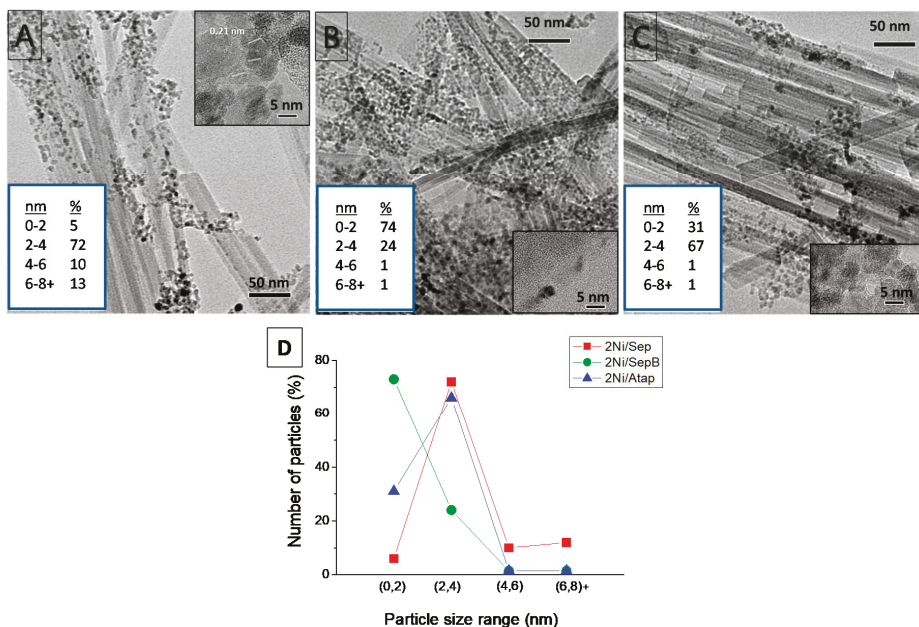 A
0.21 nm
5 nm
nm %
0-2 5
2-4 72
4-6 10
6-8+ 13
50 nm
B
50 nm
nm %
0-2 74
2-4 24
4-6 1
6-8+ 1
5 nm
C
50 nm
nm %
0-2 31
2-4 67
4-6 1
6-8+ 1
5 nm
D
2Ni/Sep
2Ni/SepB
2Ni/Atap
Number of particles (%)
80
60
40
20
0
(0,2) (2,4) (4,6) (6,8)+
Particle size range (nm)